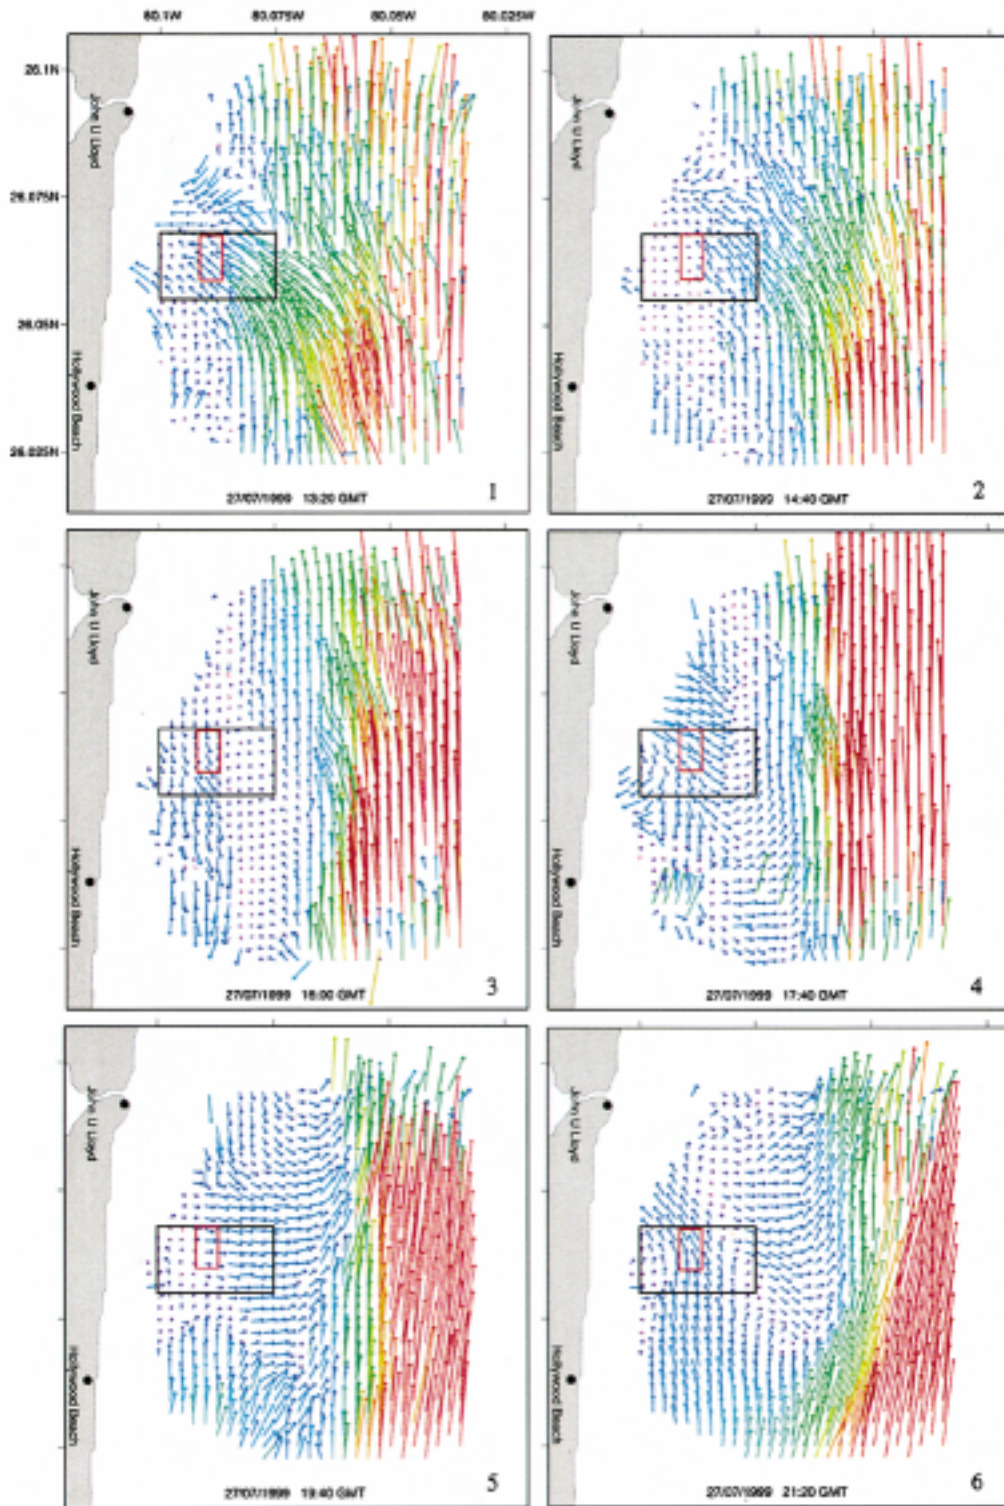 80.1W 80.075W 80.05W 80.025W
26.1N
26.075N
26.05N
26.025N
John U Lloyd
Hollywood Beach
27/07/1999 13:20 GMT
1
John U Lloyd
Hollywood Beach
27/07/1999 14:40 GMT
2
John U Lloyd
Hollywood Beach
27/07/1999 16:00 GMT
3
John U Lloyd
Hollywood Beach
27/07/1999 17:40 GMT
4
John U Lloyd
Hollywood Beach
27/07/1999 19:40 GMT
5
John U Lloyd
Hollywood Beach
27/07/1999 21:20 GMT
6